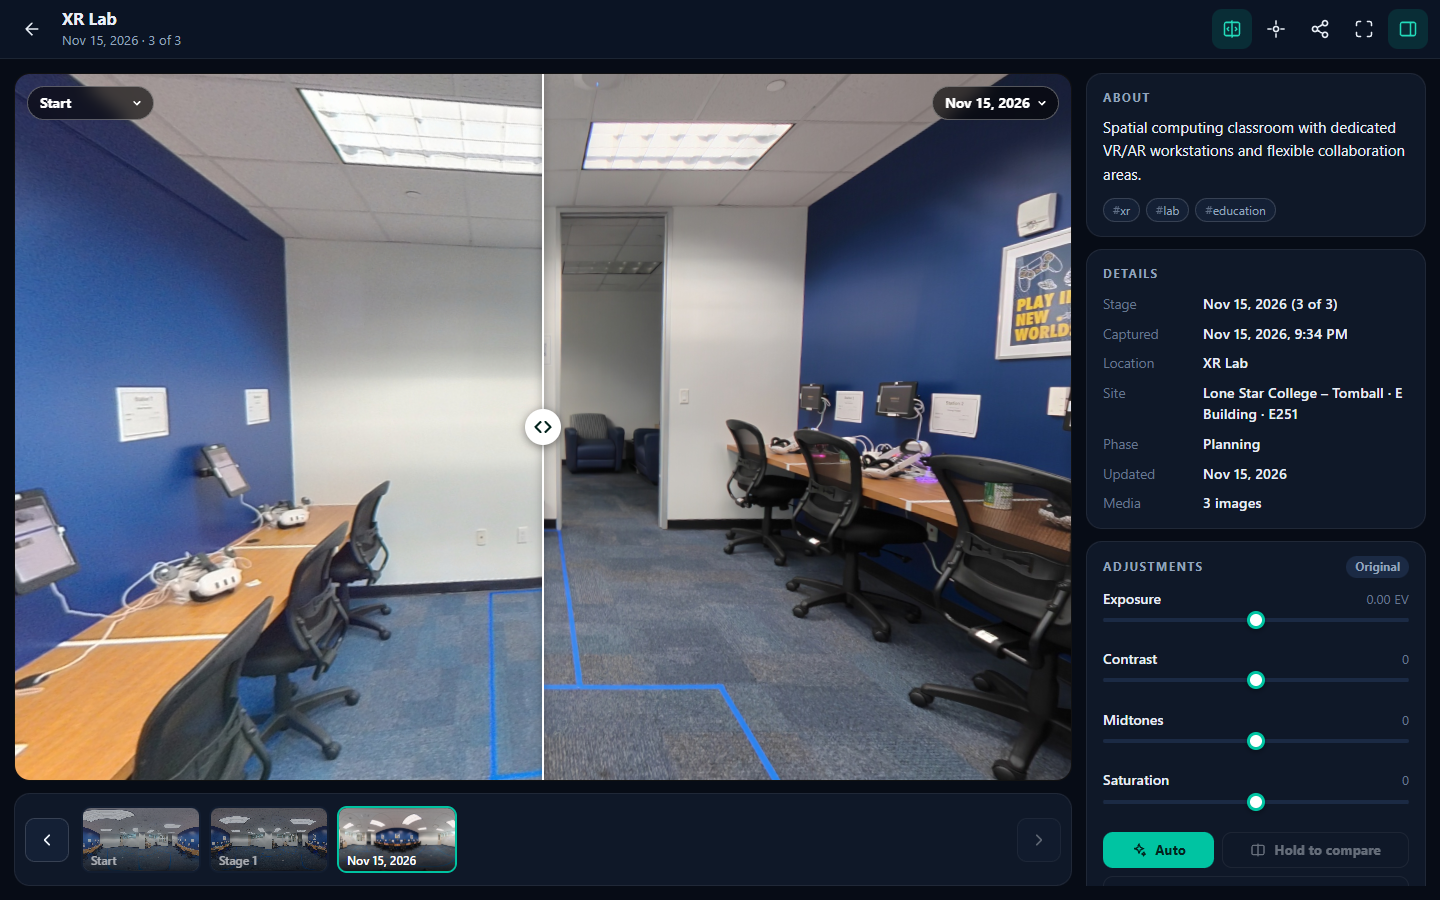 XR Lab
Nov 15, 2026 · 3 of 3
Start
Nov 15, 2026
PLAY I
NEW
WORLD
Start
Stage 1
Nov 15, 2026
ABOUT
Spatial computing classroom with dedicated
VR/AR workstations and flexible collaboration
areas.
#xr
#lab
#education
DETAILS
Stage Nov 15, 2026 (3 of 3)
Captured Nov 15, 2026, 9:34 PM
Location XR Lab
Site Lone Star College – Tomball · E
Building · E251
Phase Planning
Updated Nov 15, 2026
Media 3 images
ADJUSTMENTS Original
Exposure 0.00 EV
Contrast 0
Midtones 0
Saturation 0
Auto Hold to compare